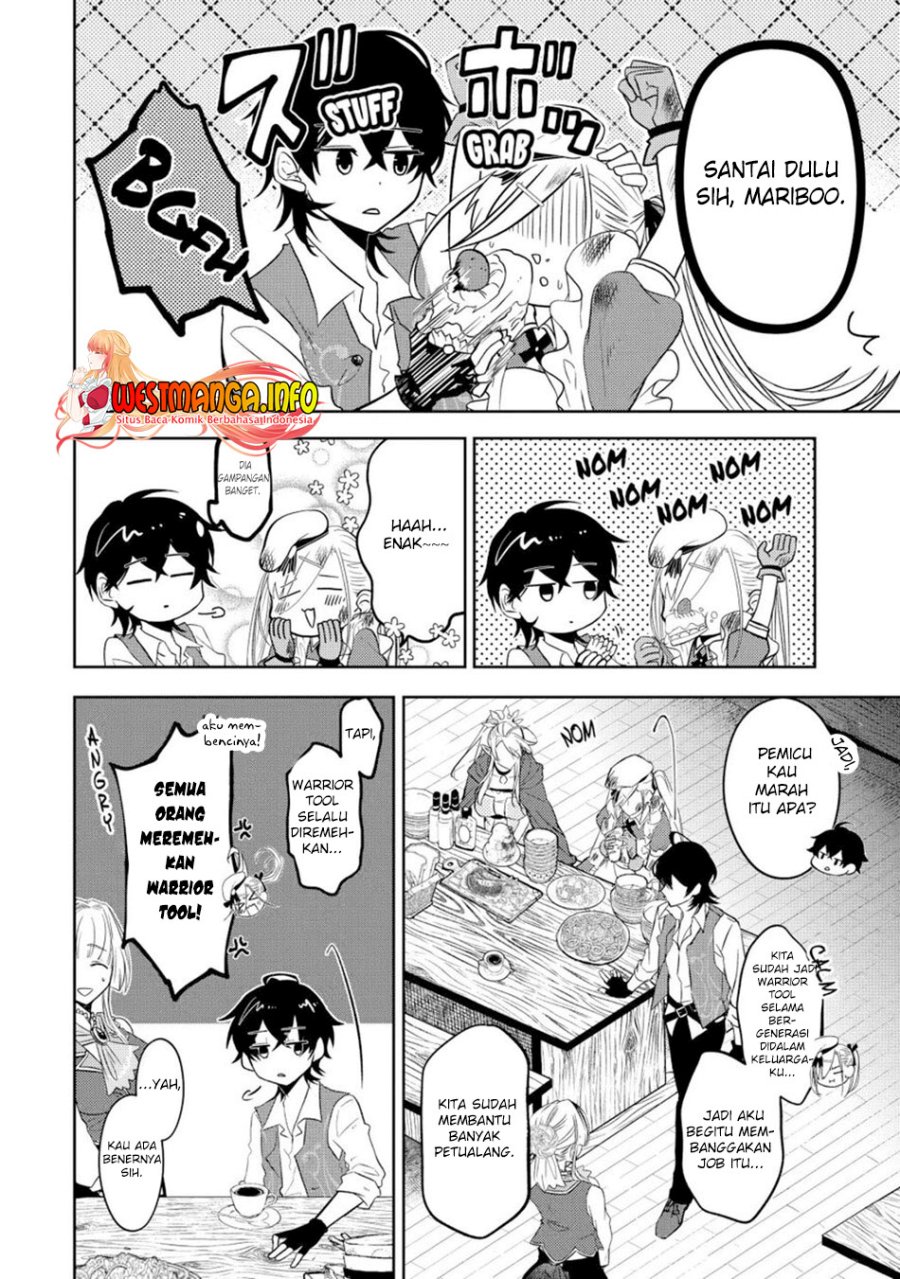 SANTAI DULU
SIH, MARIBOO.
ボッ
GRAB
ズボ
STUFF
BGFH
WESTMANGA.INFO
Situs Baca Komik Berbahasa Indonesia
NOM
NOM
NOM
NOM
NOM
HAAH...
ENAK~~~
DIA
GAMPANGAN
BANGET.
JADI,
PEMICU
KAU
MARAH
ITU APA?
NOM
CALM
KITA
SUDAH JADI
WARRIOR
TOOL
SELAMA
BER-
GENERASI
DIDALAM
KELUARGA-
KU...
JADI AKU
BEGITU MEM-
BANGGAKAN
JOB ITU...
KITA SUDAH
MEMBANTU
BANYAK
PETUALANG.
TAPI,
WARRIOR
TOOL
SELALU
DIREMEH-
KAN...
aku mem-
bencinya!
SEMUA
ORANG
MEREMEH-
KAN
WARRIOR
TOOL!
ANGRY
...YAH,
KAU ADA
BENERNYA
SIH.